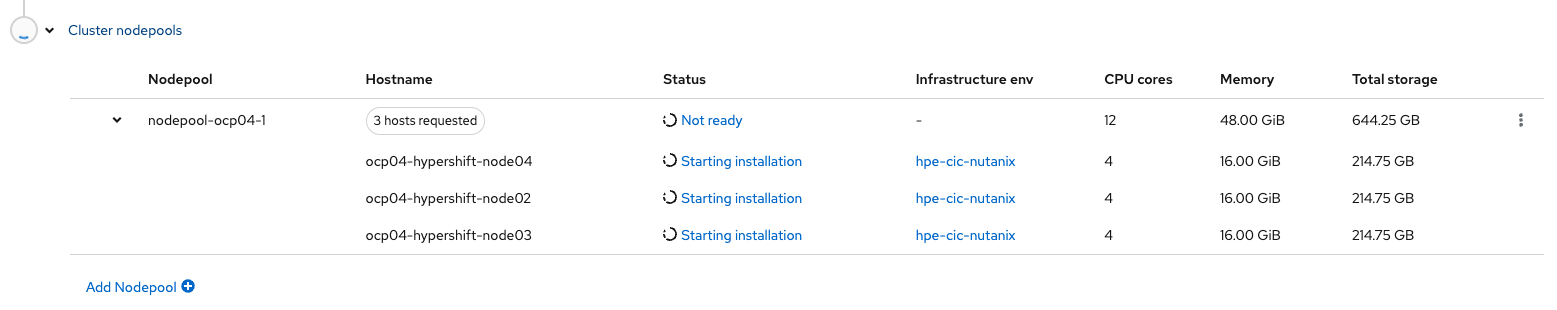 Cluster nodepools
Nodepool Hostname Status Infrastructure env CPU cores Memory Total storage
nodepool-ocp04-1 3 hosts requested Not ready - 12 48.00 GiB 644.25 GB
ocp04-hypershift-node04 Starting installation hpe-cic-nutanix 4 16.00 GiB 214.75 GB
ocp04-hypershift-node02 Starting installation hpe-cic-nutanix 4 16.00 GiB 214.75 GB
ocp04-hypershift-node03 Starting installation hpe-cic-nutanix 4 16.00 GiB 214.75 GB
Add Nodepool